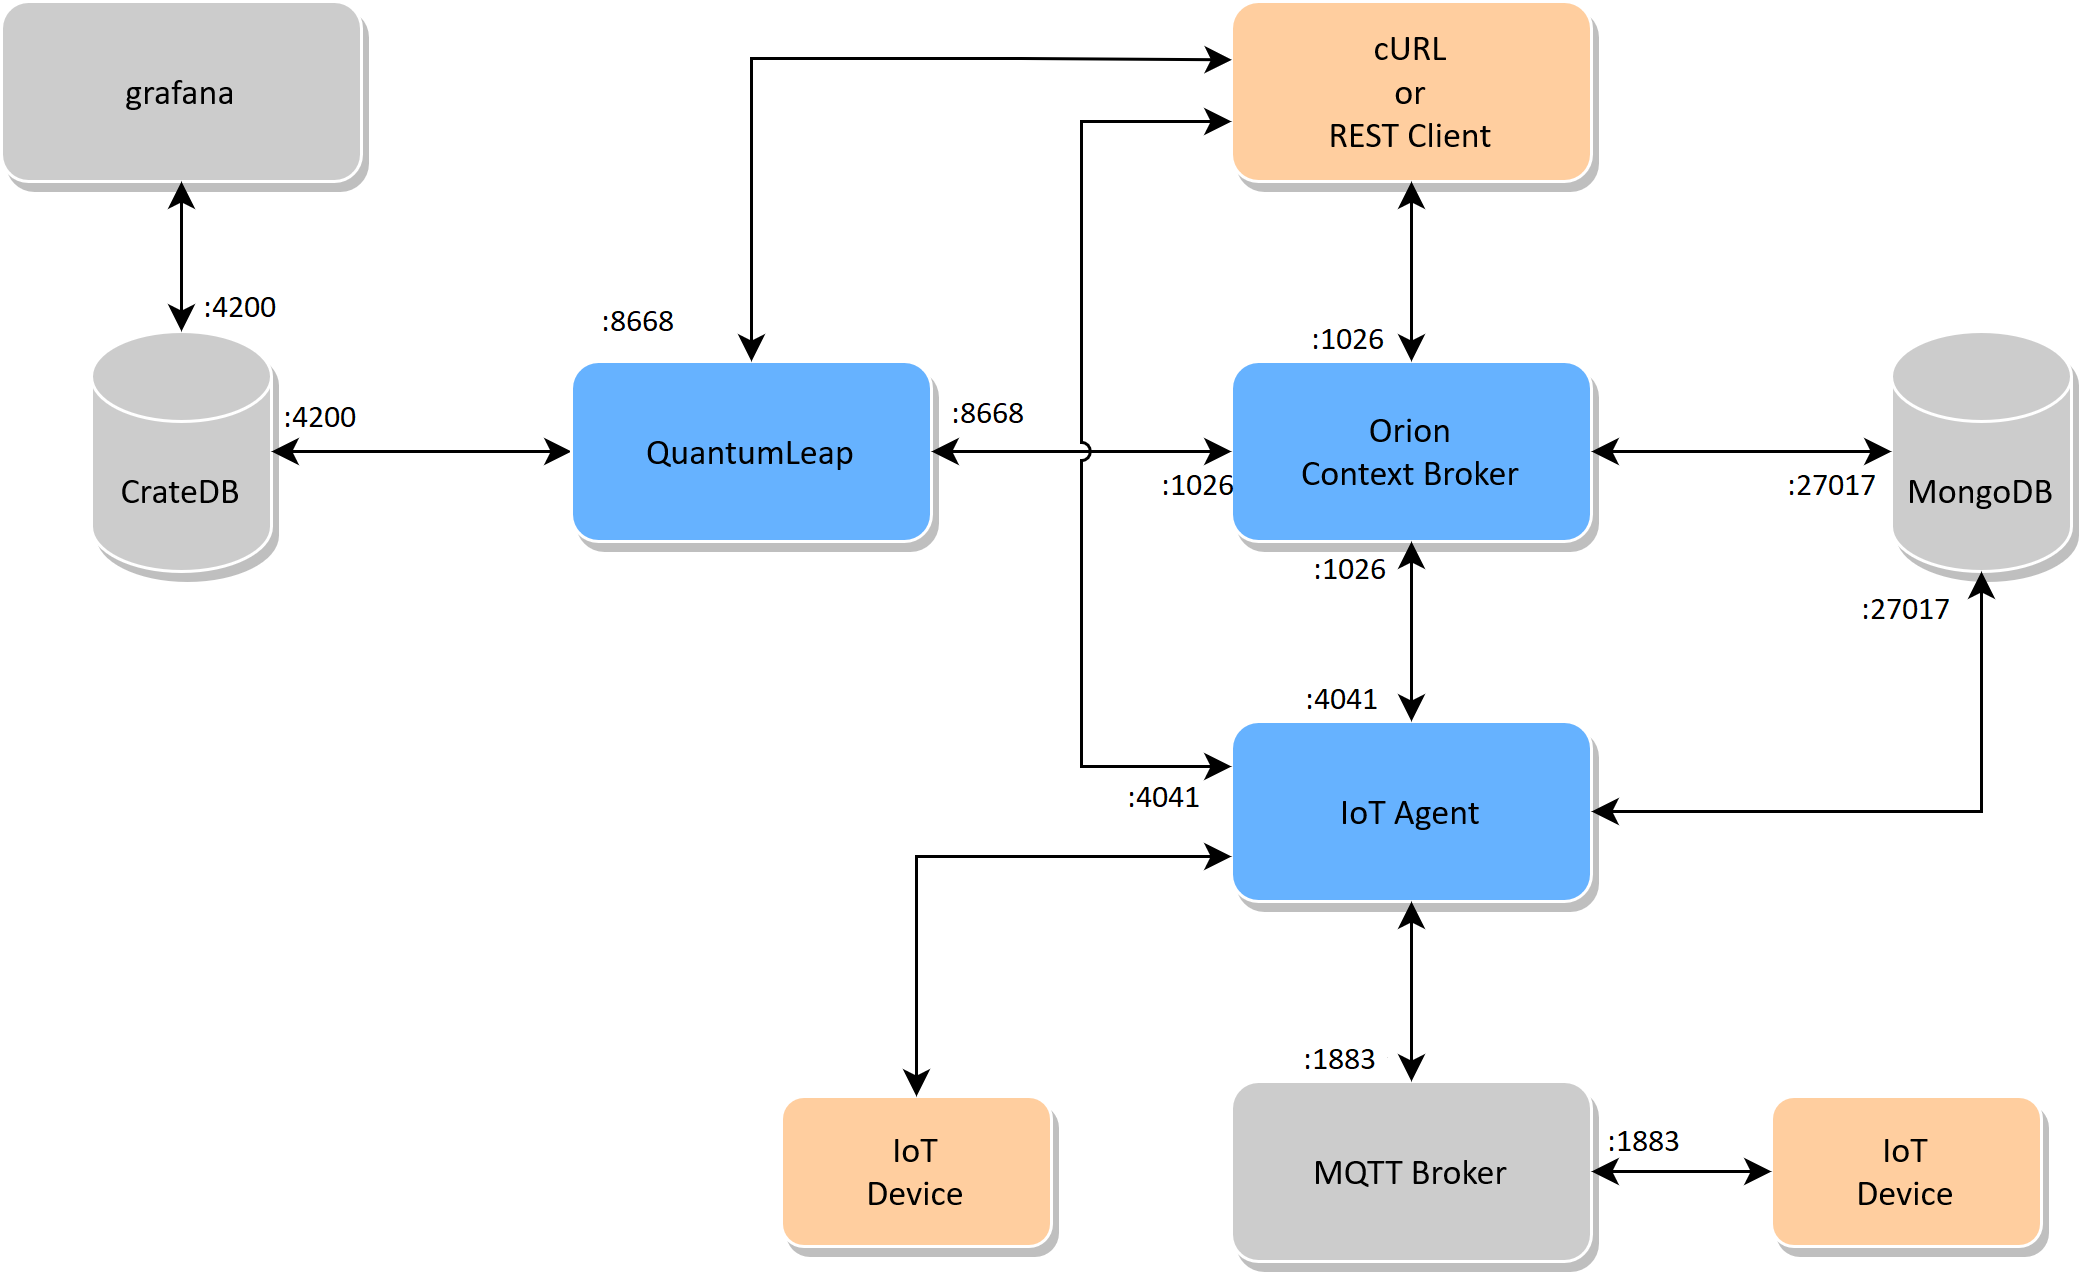 grafana
cURL
or
REST Client
:4200
:8668
:1026
:4200
:8668
CrateDB
QuantumLeap
Orion
Context Broker
:1026
:27017
MongoDB
:1026
:27017
:4041
:4041
IoT Agent
:1883
IoT
Device
MQTT Broker
:1883
IoT
Device